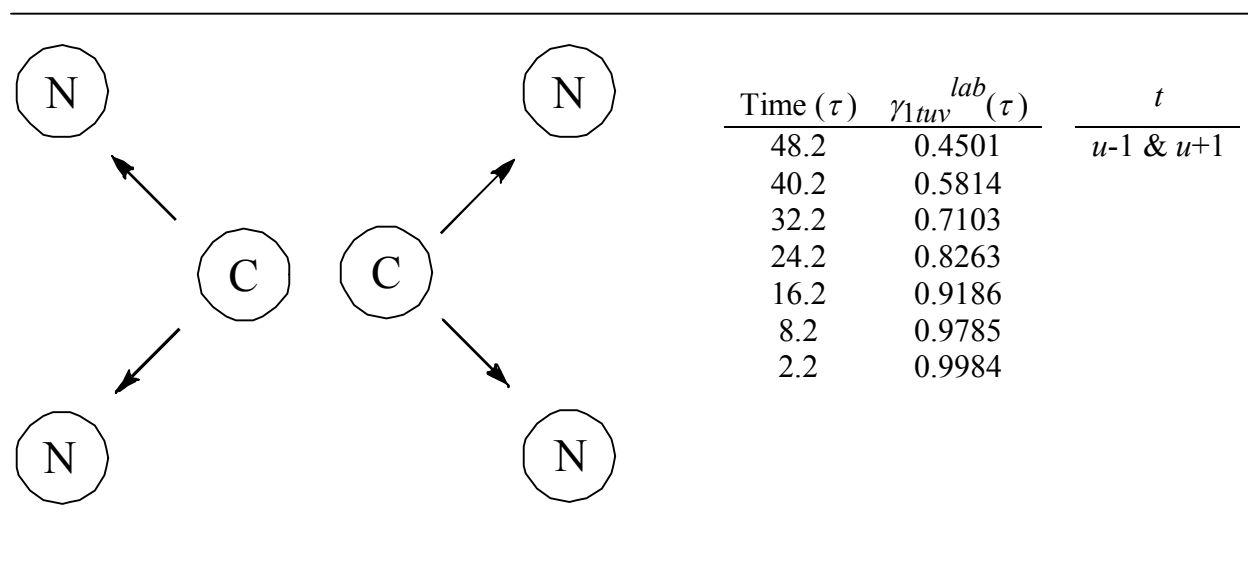 N N
C C
N N
Time (τ) γ1tuv^lab(τ) t
48.2 0.4501 u-1 & u+1
40.2 0.5814
32.2 0.7103
24.2 0.8263
16.2 0.9186
8.2 0.9785
2.2 0.9984